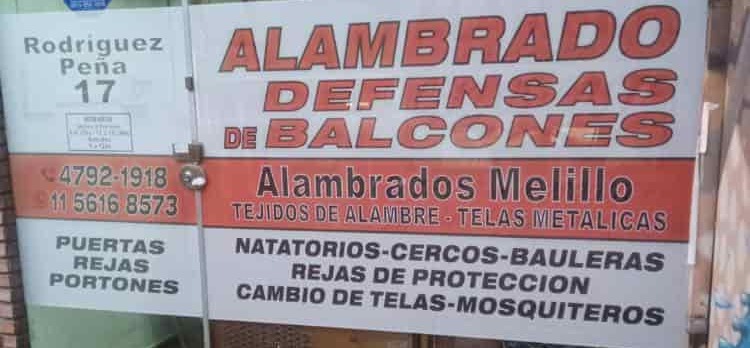 Rodriguez
Peña
17
4792-1918
11 5616 8573
PUERTAS
REJAS
PORTONES
ALAMBRADO
DEFENSAS
DE BALCONES
Alambrados Melillo
TEJIDOS DE ALAMBRE - TELAS METALICAS
NATATORIOS-CERCOS-BAULERAS
REJAS DE PROTECCION
CAMBIO DE TELAS-MOSQUITEROS